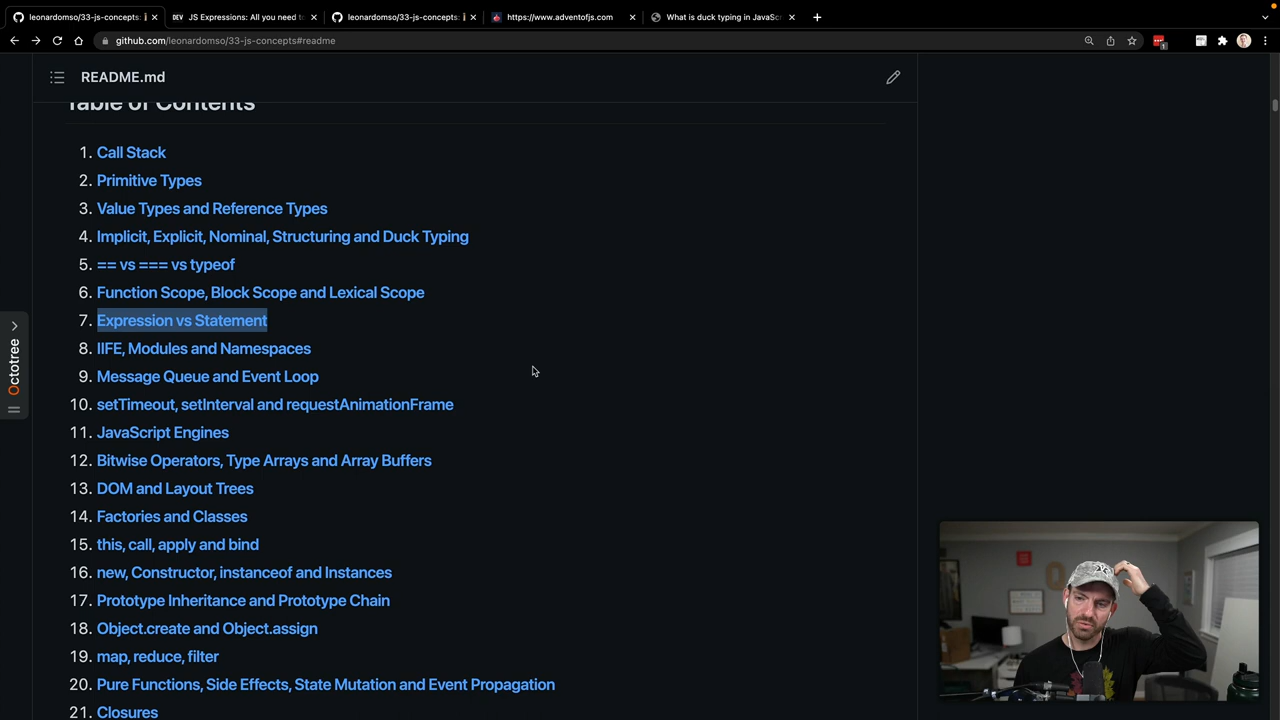 leonardomso/33-js-concepts:
JS Expressions: All you need to
leonardomso/33-js-concepts:
https://www.adventofjs.com
What is duck typing in JavaScr
github.com/leonardomso/33-js-concepts#readme
README.md
Table of Contents
1. Call Stack
2. Primitive Types
3. Value Types and Reference Types
4. Implicit, Explicit, Nominal, Structuring and Duck Typing
5. == vs === vs typeof
6. Function Scope, Block Scope and Lexical Scope
7. Expression vs Statement
8. IIFE, Modules and Namespaces
9. Message Queue and Event Loop
10. setTimeout, setInterval and requestAnimationFrame
11. JavaScript Engines
12. Bitwise Operators, Type Arrays and Array Buffers
13. DOM and Layout Trees
14. Factories and Classes
15. this, call, apply and bind
16. new, Constructor, instanceof and Instances
17. Prototype Inheritance and Prototype Chain
18. Object.create and Object.assign
19. map, reduce, filter
20. Pure Functions, Side Effects, State Mutation and Event Propagation
21. Closures
Octotree